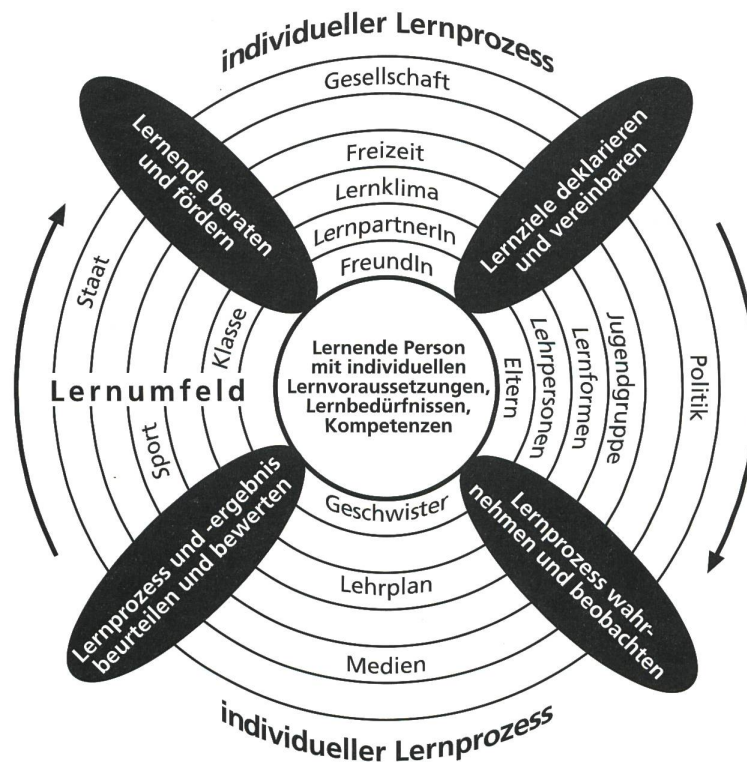 individueller Lernprozess
Gesellschaft
Lernende beraten
und fördern
Lernziele deklarieren
und vereinbaren
Freizeit
Lernklima
LernpartnerIn
FreundIn
Staat
Klasse
Lernumfeld
Sport
Lernende Person
mit individuellen
Lernvoraussetzungen,
Lernbedürfnissen,
Kompetenzen
Eltern
Lehrpersonen
Lernformen
Jugendgruppe
Politik
Geschwister
Lernprozess und -ergebnis
beurteilen und bewerten
Lernprozess wahr-
nehmen und beobachten
Lehrplan
Medien
individueller Lernprozess